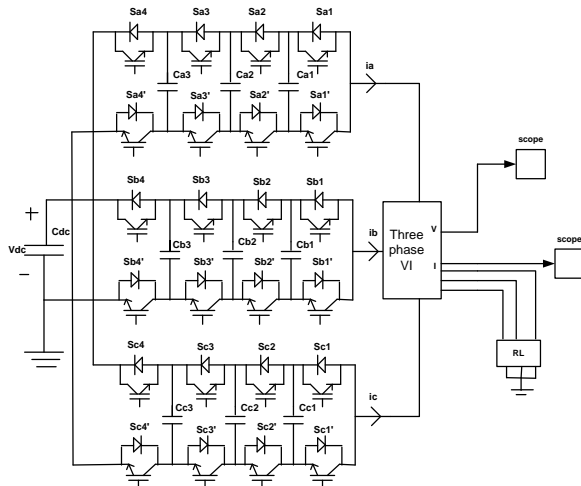 Sa4 Sa3 Sa2 Sa1
Ca3 Ca2 Ca1
ia
Sa4' Sa3' Sa2' Sa1'
scope
Sb4 Sb3 Sb2 Sb1
+
Cdc
Vdc
−
Cb3 Cb2 Cb1
ib
Three
phase
VI
V
I
scope
Sb4' Sb3' Sb2' Sb1'
RL
Sc4 Sc3 Sc2 Sc1
Cc3 Cc2 Cc1
ic
Sc4' Sc3' Sc2' Sc1'